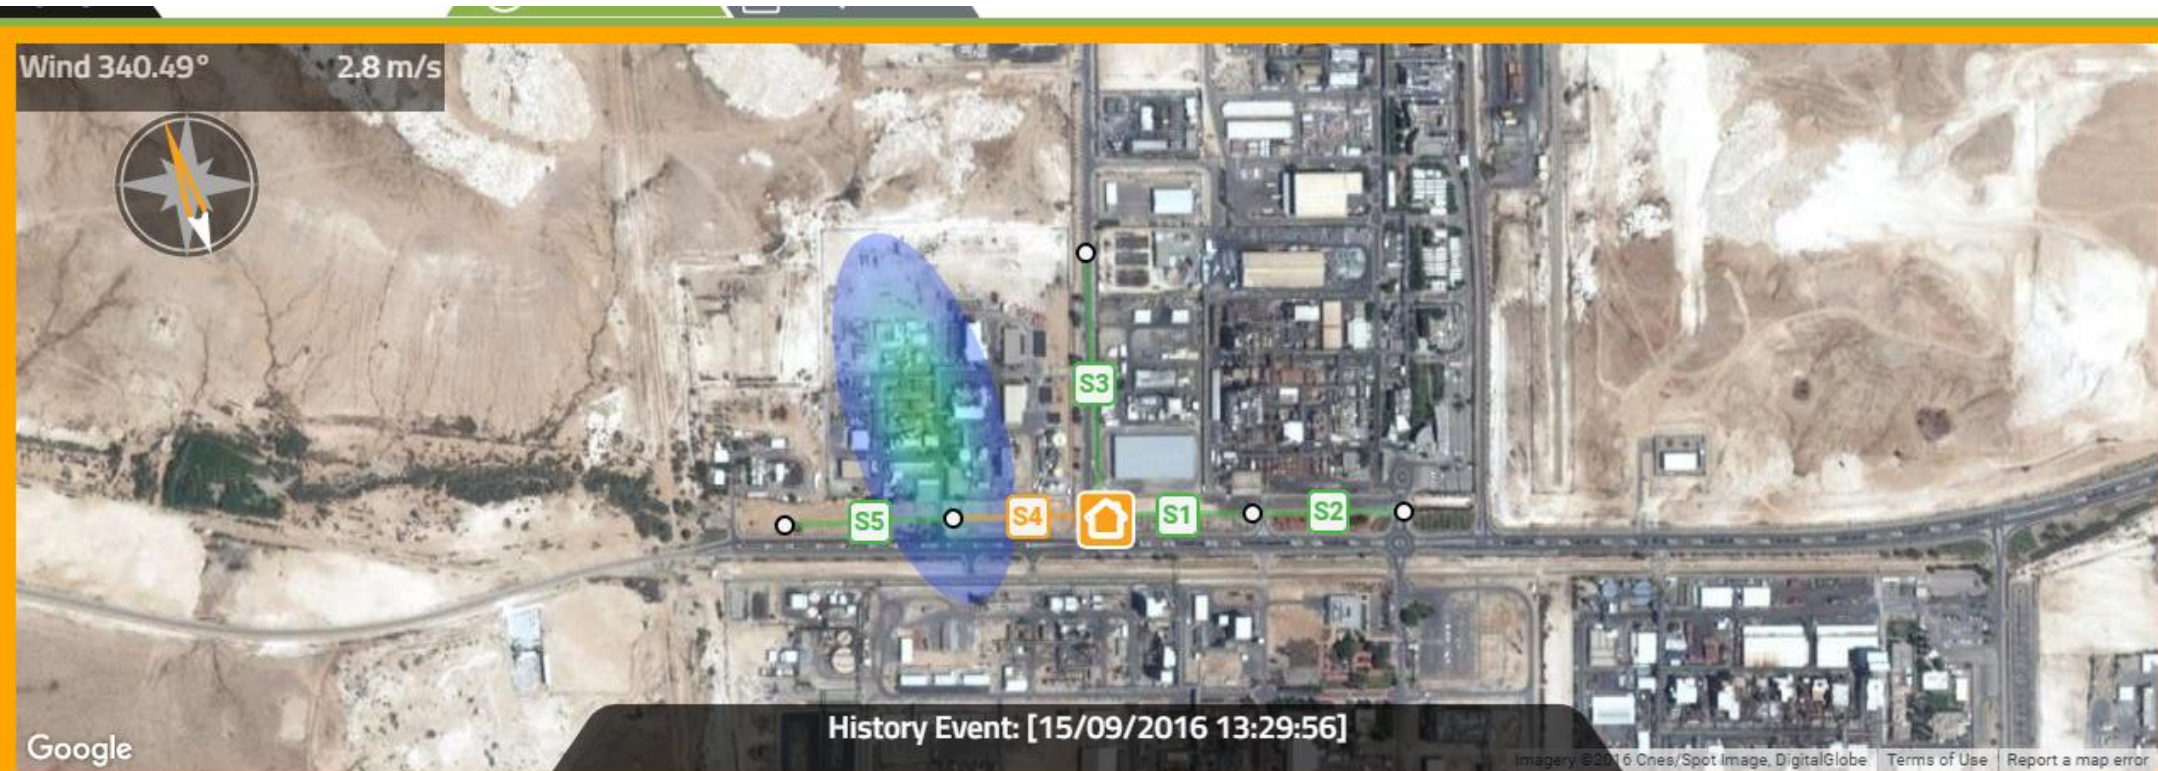 Wind 340.49° 2.8 m/s
S3
S5 S4 S1 S2
History Event: [15/09/2016 13:29:56]
Google
Imagery ©2016 Cnes/Spot Image, DigitalGlobe Terms of Use Report a map error